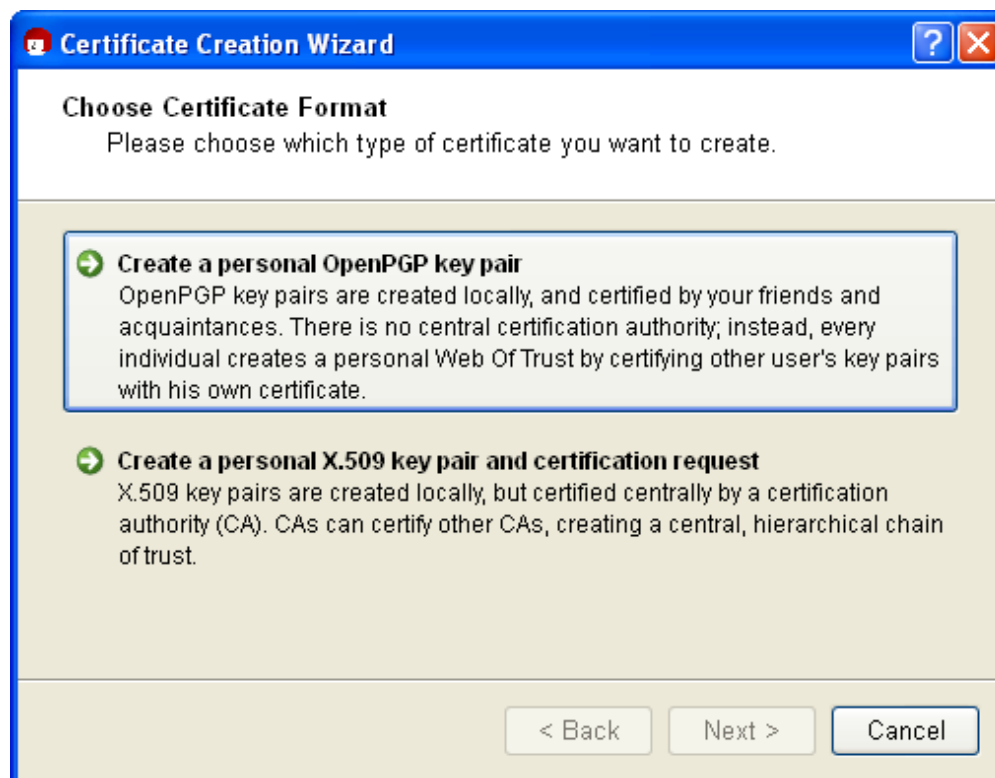 Certificate Creation Wizard
?
Choose Certificate Format
Please choose which type of certificate you want to create.
Create a personal OpenPGP key pair
OpenPGP key pairs are created locally, and certified by your friends and
acquaintances. There is no central certification authority; instead, every
individual creates a personal Web Of Trust by certifying other user's key pairs
with his own certificate.
Create a personal X.509 key pair and certification request
X.509 key pairs are created locally, but certified centrally by a certification
authority (CA). CAs can certify other CAs, creating a central, hierarchical chain
of trust.
< Back
Next >
Cancel